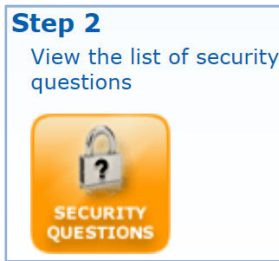 Step 2
View the list of security
questions
?
SECURITY
QUESTIONS